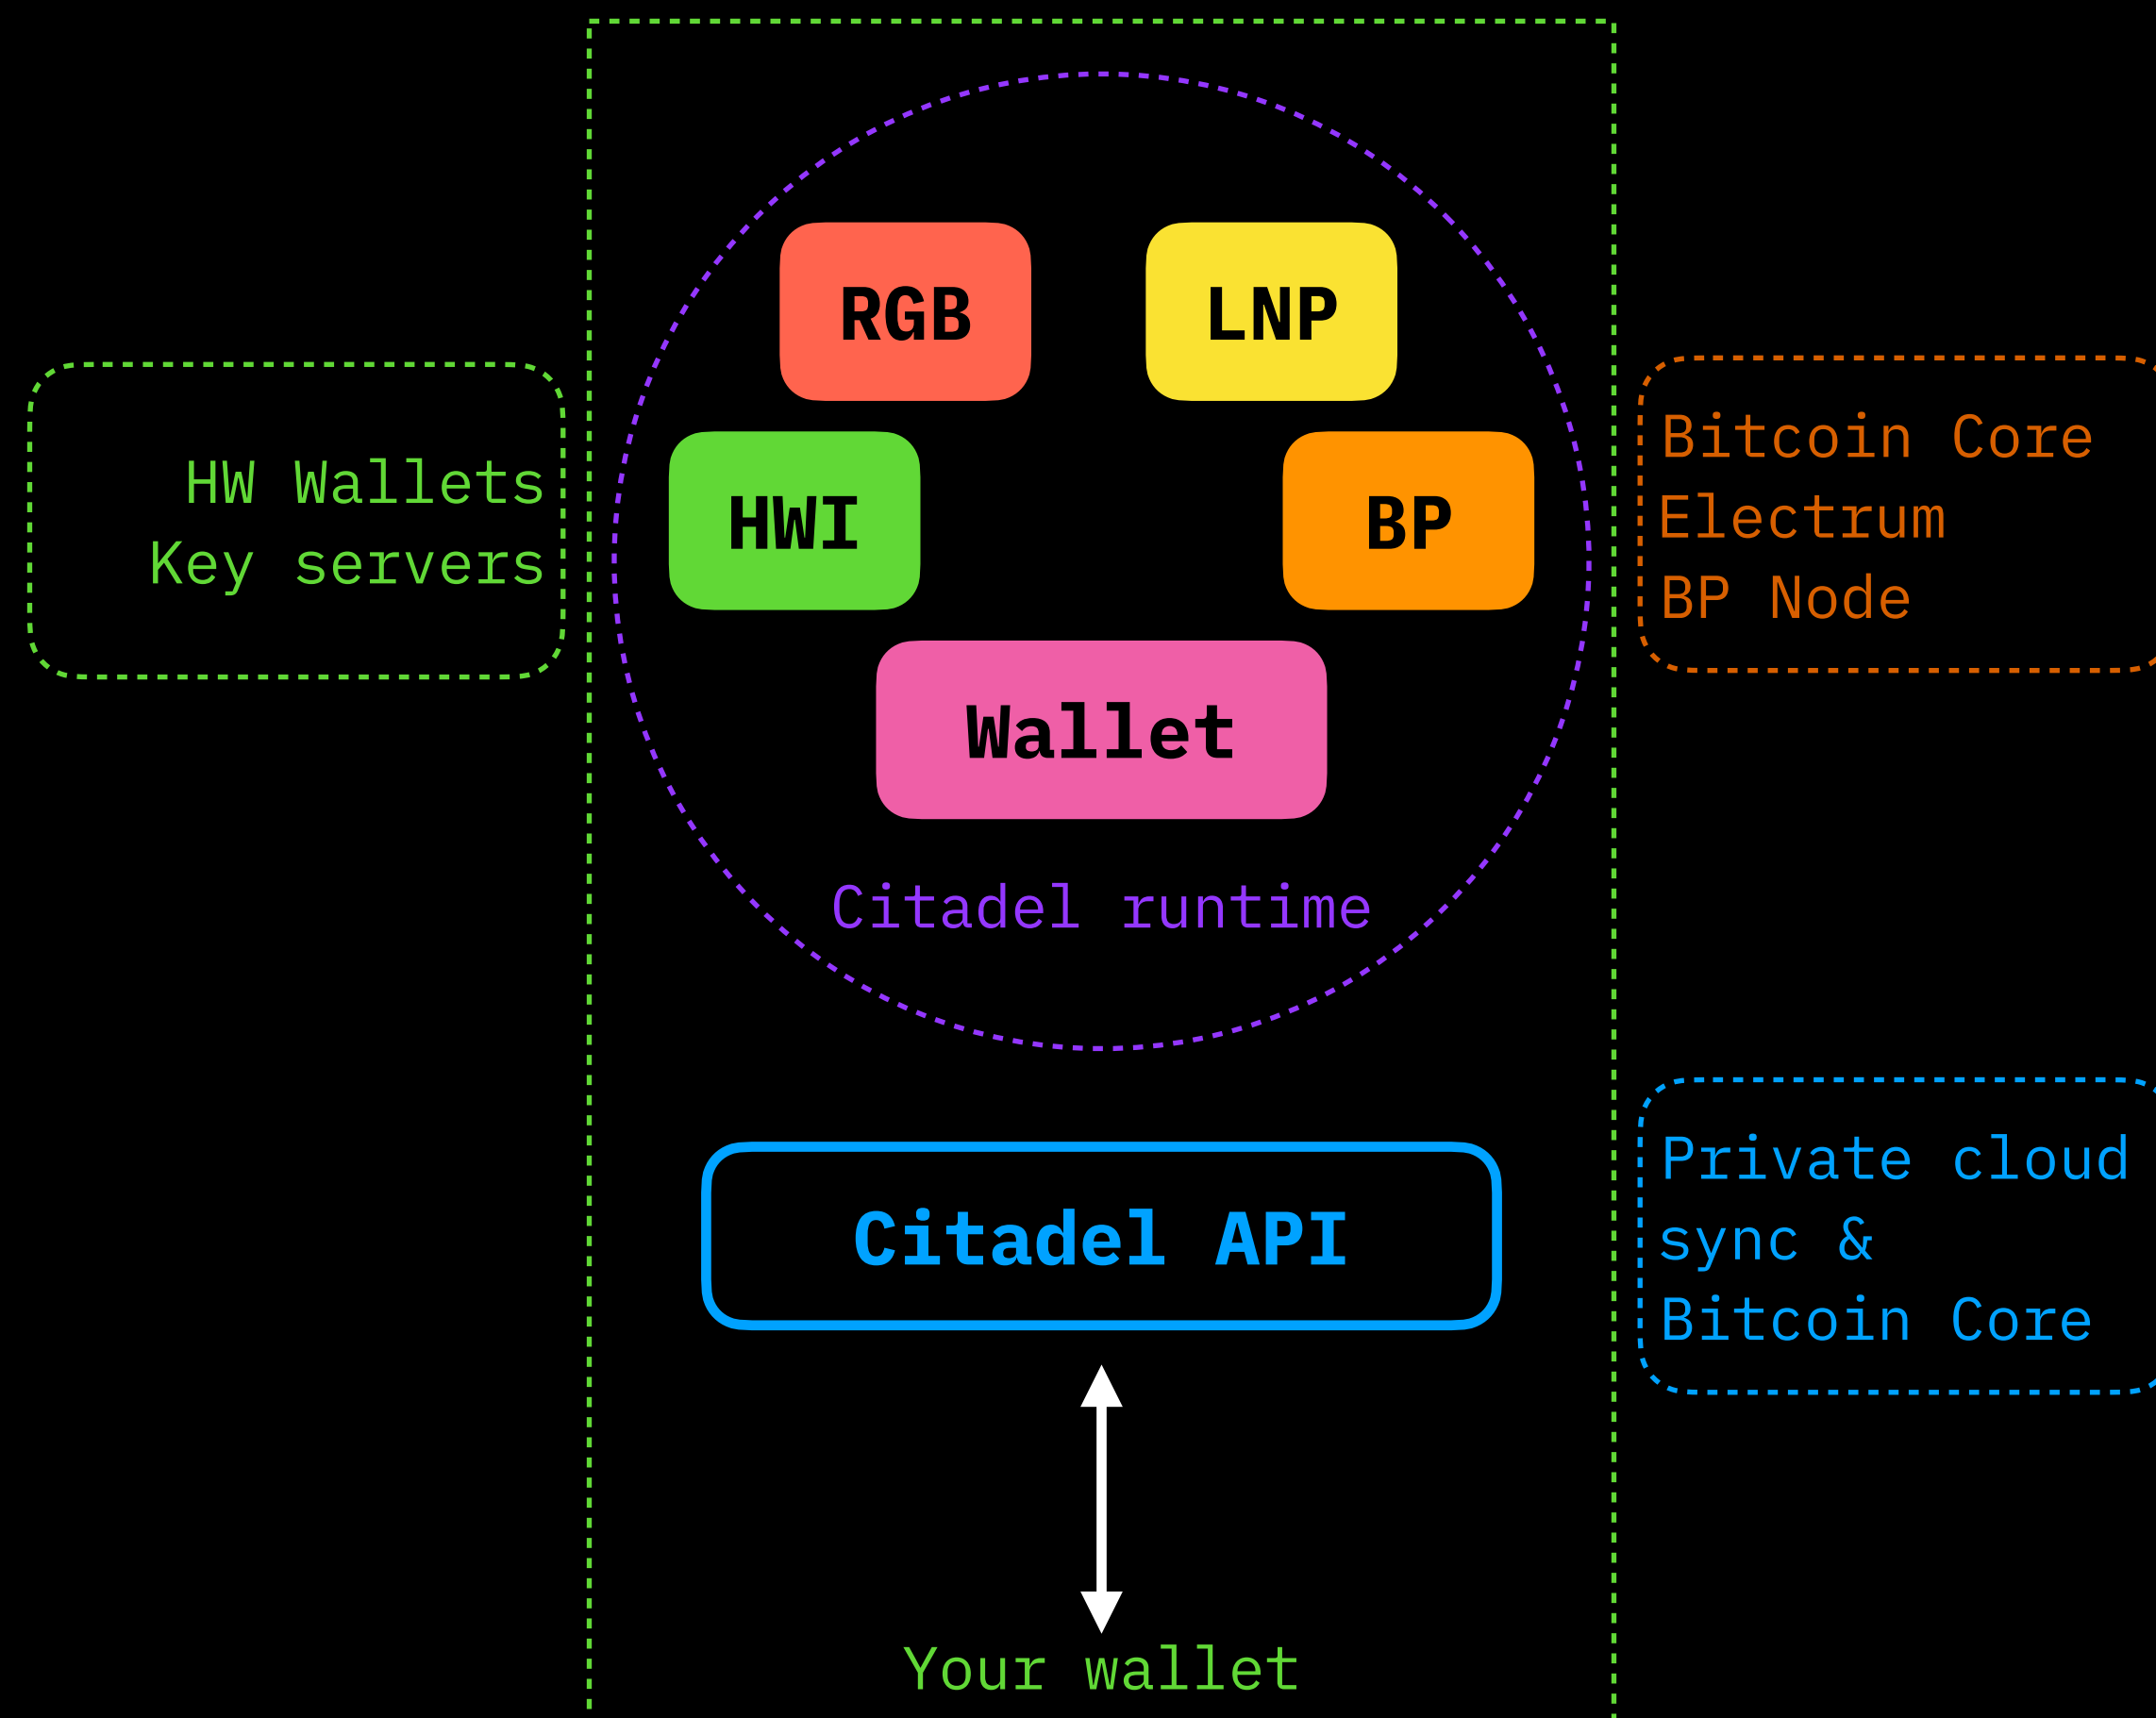 RGB
LNP
HWI
BP
HW Wallets
Key servers
Bitcoin Core
Electrum
BP Node
Wallet
Citadel runtime
Private cloud
sync &
Bitcoin Core
Citadel API
Your wallet